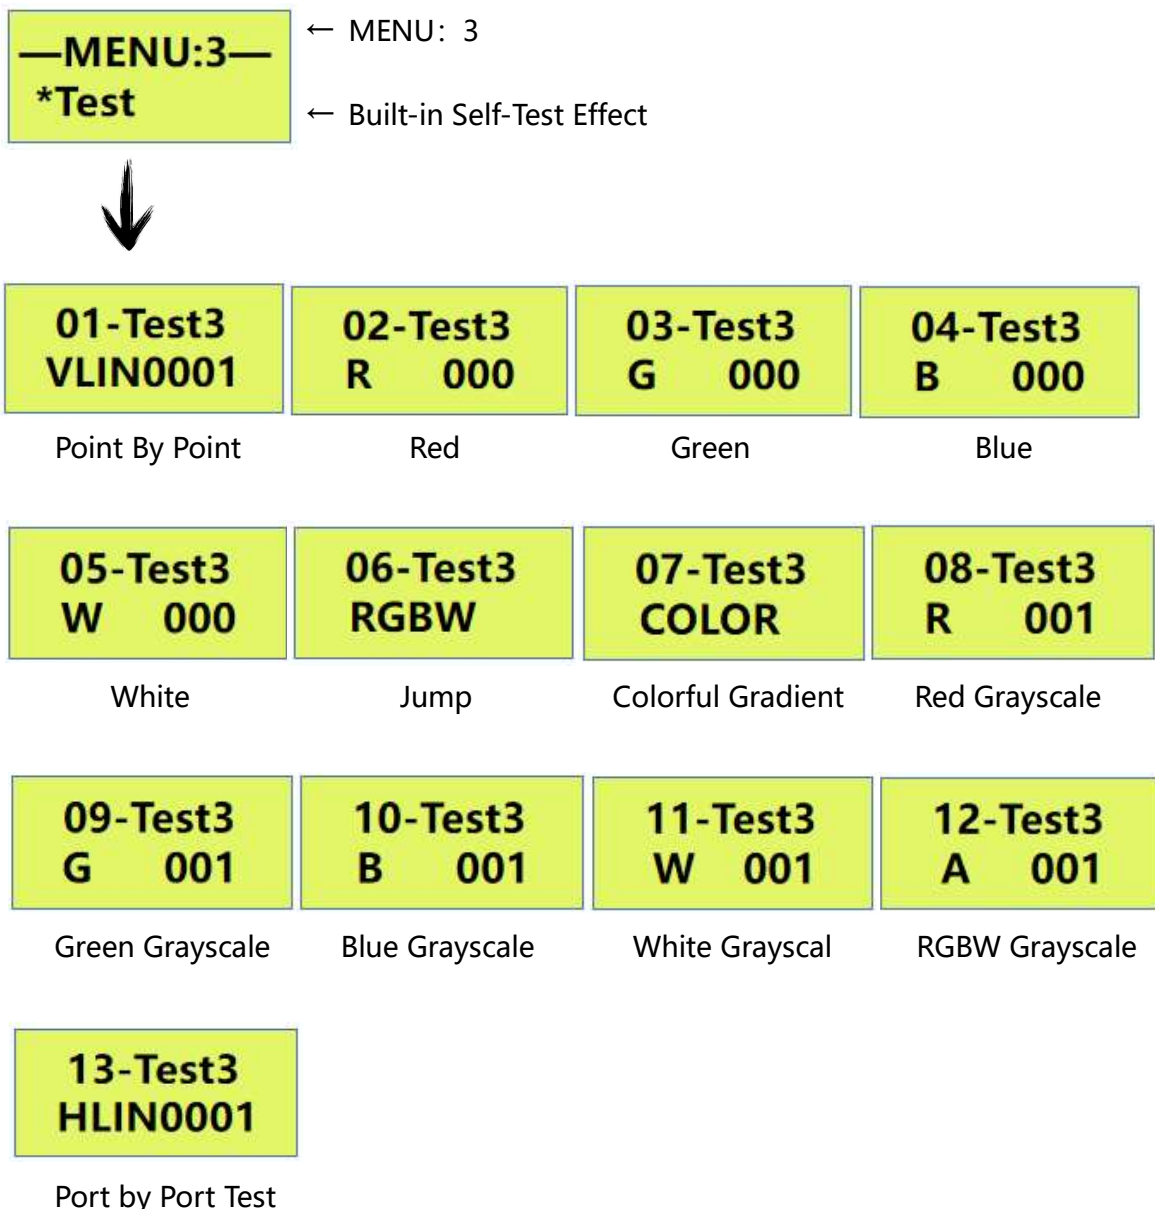 —MENU:3—
← MENU：3
*Test
← Built-in Self-Test Effect
01-Test3
VLIN0001
02-Test3
R 000
03-Test3
G 000
04-Test3
B 000
Point By Point
Red
Green
Blue
05-Test3
W 000
06-Test3
RGBW
07-Test3
COLOR
08-Test3
R 001
White
Jump
Colorful Gradient
Red Grayscale
09-Test3
G 001
10-Test3
B 001
11-Test3
W 001
12-Test3
A 001
Green Grayscale
Blue Grayscale
White Grayscal
RGBW Grayscale
13-Test3
HLIN0001
Port by Port Test